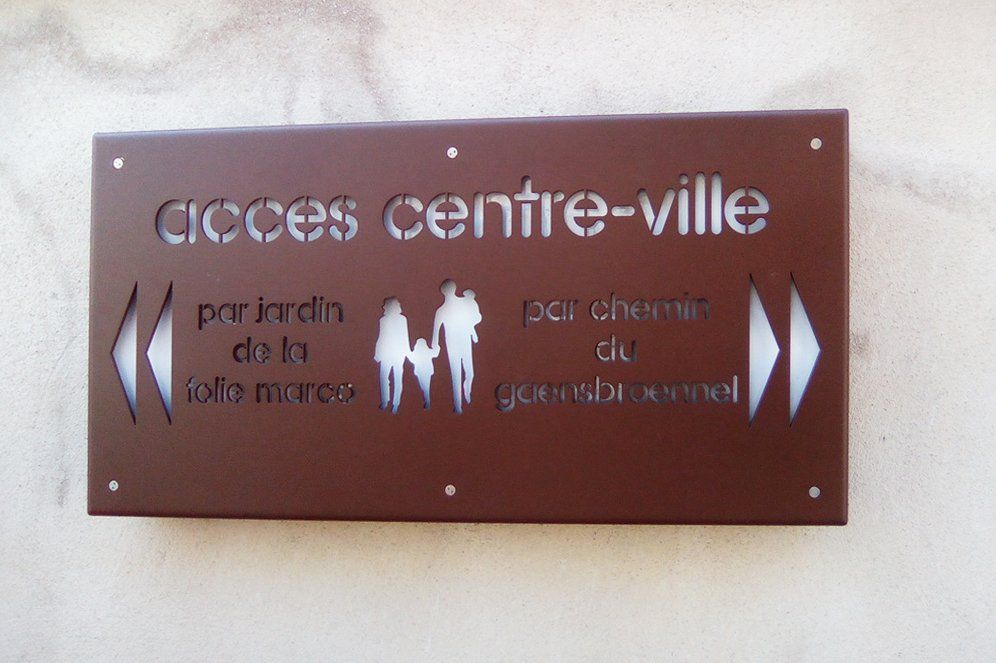 acces centre-ville
par jardin
de la
folie marco
par chemin
du
gaensbroennel